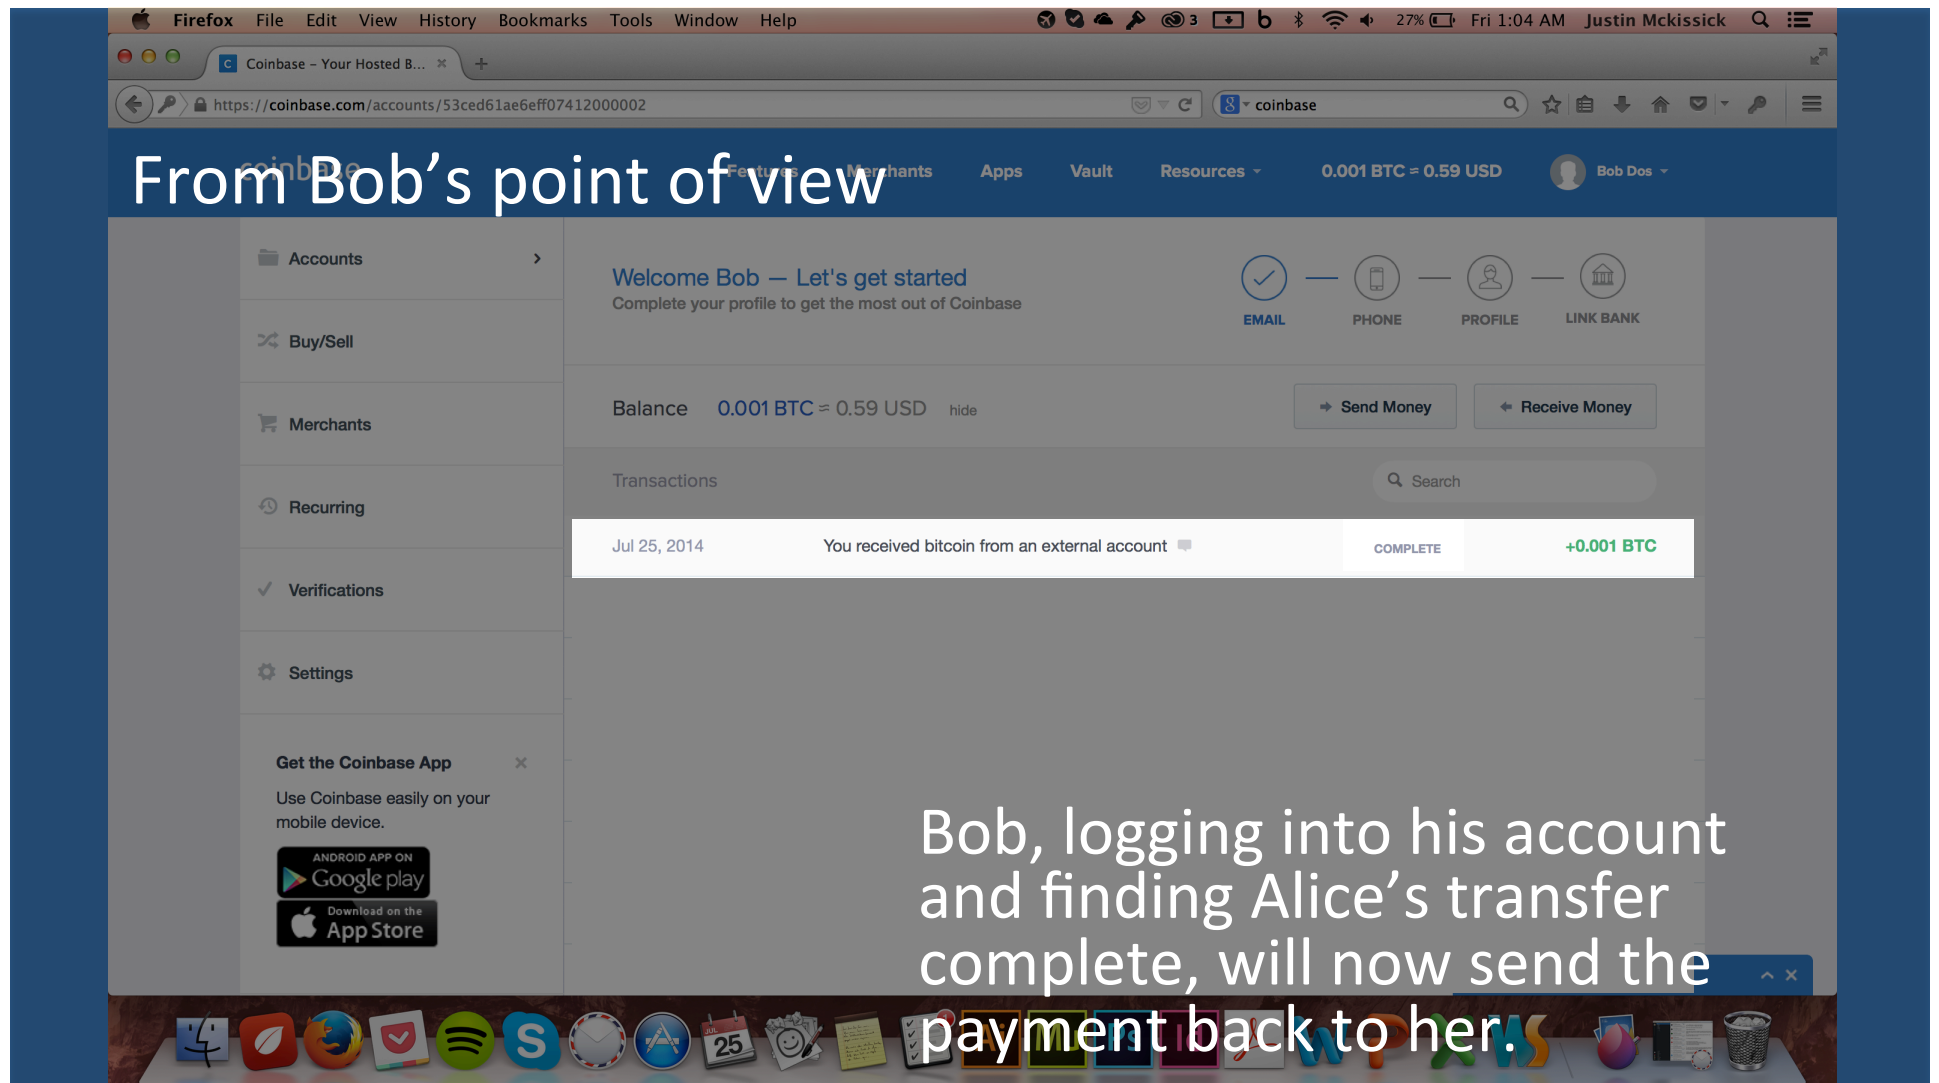 Firefox File Edit View History Bookmarks Tools Window Help 3 27% Fri 1:04 AM Justin Mckissick
Coinbase – Your Hosted B...
https://coinbase.com/accounts/53ced61ae6eff07412000002 coinbase
From Bob’s point of view
coinbase Features Merchants Apps Vault Resources 0.001 BTC = 0.59 USD Bob Dos
Accounts
Buy/Sell
Merchants
Recurring
Verifications
Settings
Get the Coinbase App
Use Coinbase easily on your
mobile device.
ANDROID APP ON
Google play
Download on the
App Store
Welcome Bob — Let's get started
Complete your profile to get the most out of Coinbase
EMAIL PHONE PROFILE LINK BANK
Balance 0.001 BTC ≈ 0.59 USD hide
Send Money Receive Money
Transactions Search
Jul 25, 2014 You received bitcoin from an external account COMPLETE +0.001 BTC
Bob, logging into his account
and finding Alice’s transfer
complete, will now send the
payment back to her.
JUL
25